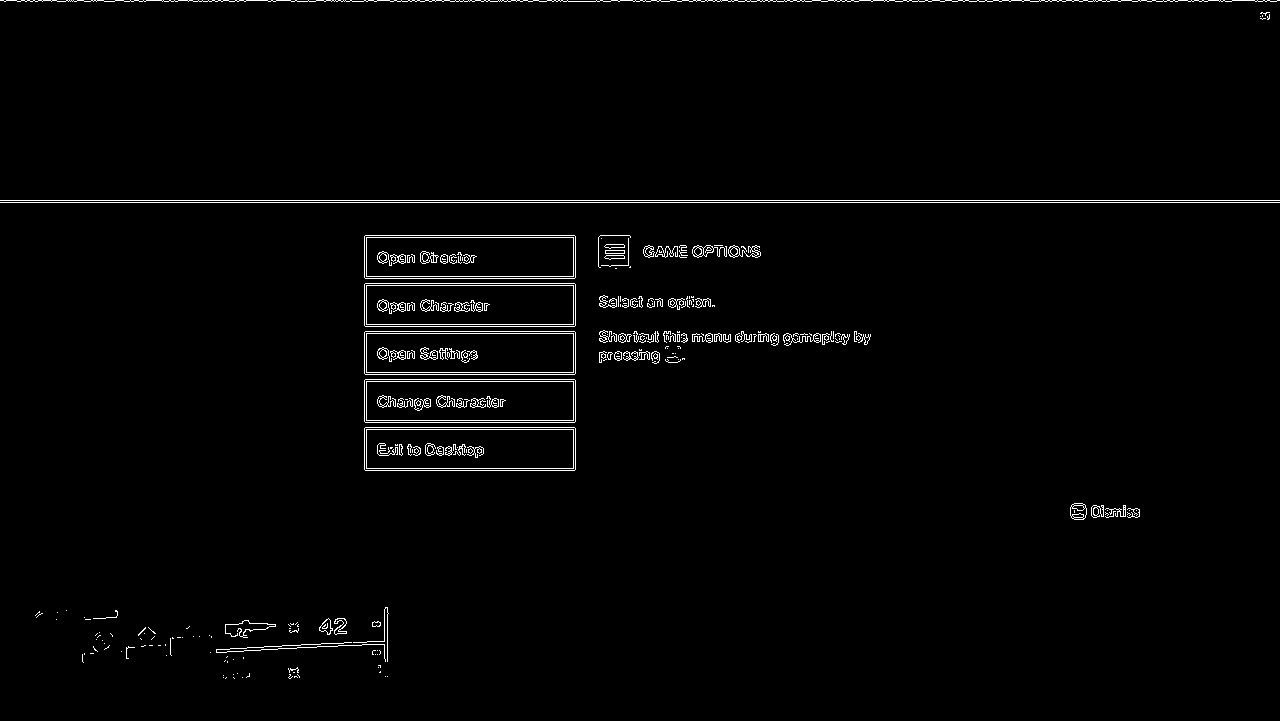 GAME OPTIONS
Open Director
Open Character
Open Settings
Change Character
Exit to Desktop
Select an option.
Shortcut this menu during gameplay by
pressing
Dismiss
42